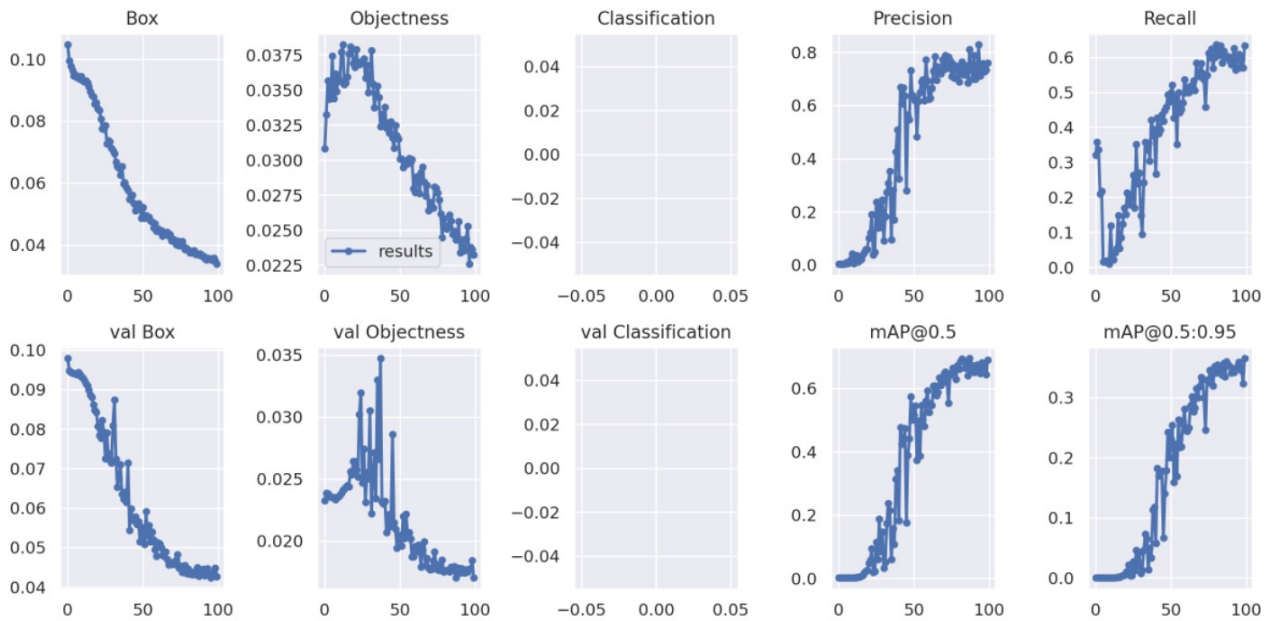 Box
0.10
0.08
0.06
0.04
0 50 100
Objectness
0.0375
0.0350
0.0325
0.0300
0.0275
0.0250
0.0225
results
0 50 100
Classification
0.04
0.02
0.00
−0.02
−0.04
−0.05 0.00 0.05
Precision
0.8
0.6
0.4
0.2
0.0
0 50 100
Recall
0.6
0.5
0.4
0.3
0.2
0.1
0.0
0 50 100
val Box
0.10
0.09
0.08
0.07
0.06
0.05
0.04
0 50 100
val Objectness
0.035
0.030
0.025
0.020
0 50 100
val Classification
0.04
0.02
0.00
−0.02
−0.04
−0.05 0.00 0.05
mAP@0.5
0.6
0.4
0.2
0.0
0 50 100
mAP@0.5:0.95
0.3
0.2
0.1
0.0
0 50 100